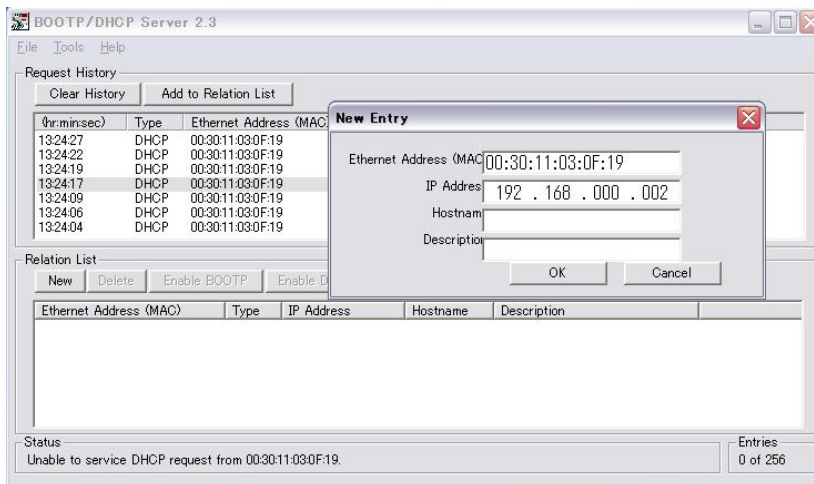 BOOTP/DHCP Server 2.3
File Tools Help
Request History
Clear History Add to Relation List
(hr:min:sec) Type Ethernet Address (MAC)
13:24:27 DHCP 00:30:11:03:0F:19
13:24:22 DHCP 00:30:11:03:0F:19
13:24:19 DHCP 00:30:11:03:0F:19
13:24:17 DHCP 00:30:11:03:0F:19
13:24:09 DHCP 00:30:11:03:0F:19
13:24:06 DHCP 00:30:11:03:0F:19
13:24:04 DHCP 00:30:11:03:0F:19
New Entry
Ethernet Address (MAC 00:30:11:03:0F:19
IP Addres 192 . 168 . 000 . 002
Hostnam
Descriptio
OK Cancel
Relation List
New Delete Enable BOOTP Enable D
Ethernet Address (MAC) Type IP Address Hostname Description
Status
Unable to service DHCP request from 00:30:11:03:0F:19.
Entries
0 of 256